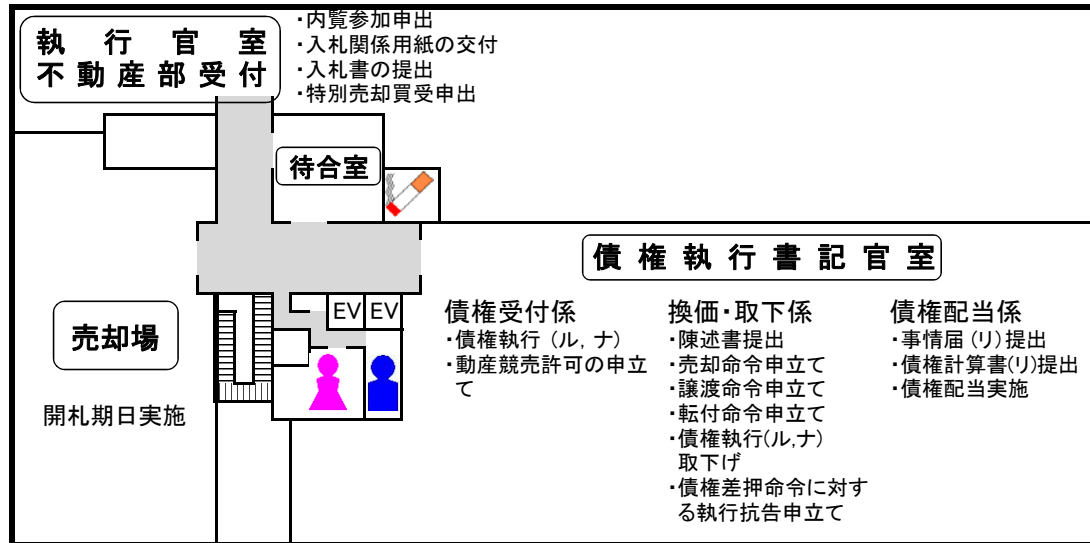 執行官室
不動産部受付
・内覧参加申出
・入札関係用紙の交付
・入札書の提出
・特別売却買受申出
待合室
債権執行書記官室
売却場
開札期日実施
EV EV
債権受付係
・債権執行 (ル, ナ)
・動産競売許可の申立
て
換価・取下係
・陳述書提出
・売却命令申立て
・譲渡命令申立て
・転付命令申立て
・債権執行(ル,ナ)
取下げ
・債権差押命令に対す
る執行抗告申立て
債権配当係
・事情届(リ)提出
・債権計算書(リ)提出
・債権配当実施